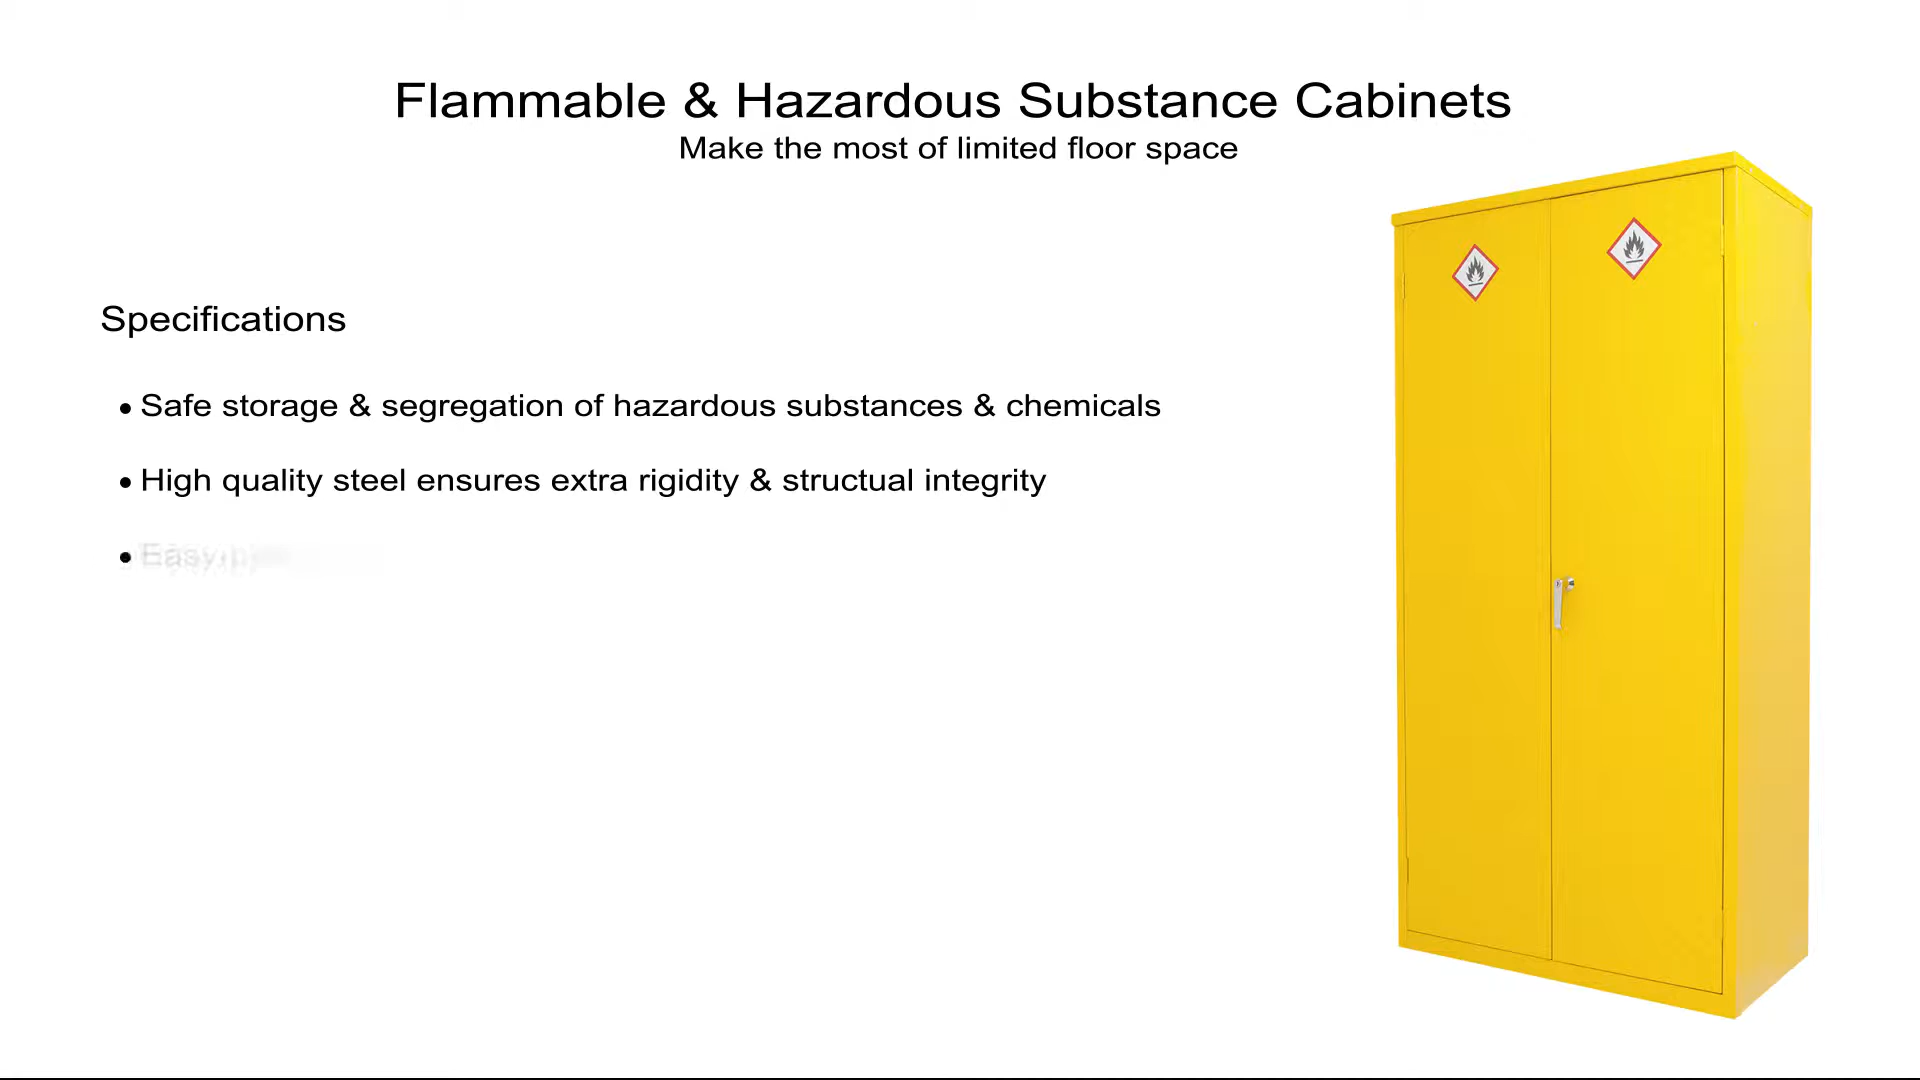 Flammable & Hazardous Substance Cabinets
Make the most of limited floor space
Specifications
• Safe storage & segregation of hazardous substances & chemicals
• High quality steel ensures extra rigidity & structual integrity
• Easy